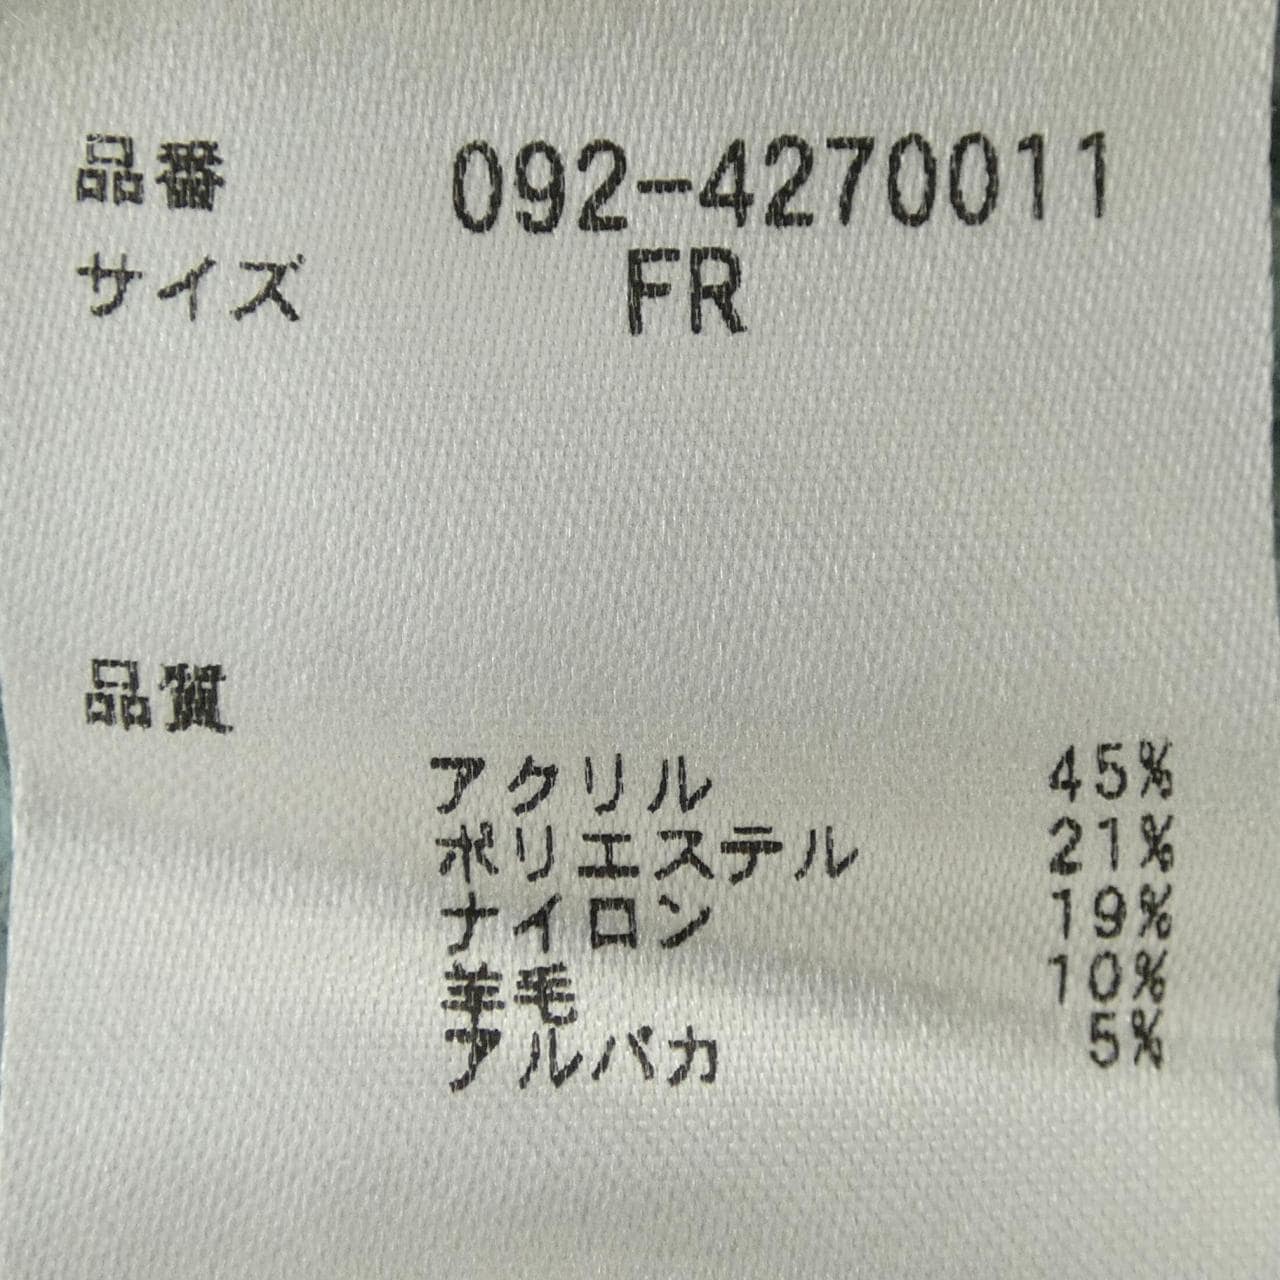 品番 092-4270011
サイズ FR
品質
アクリル 45%
ポリエステル 21%
ナイロン 19%
羊毛 10%
アルパカ 5%